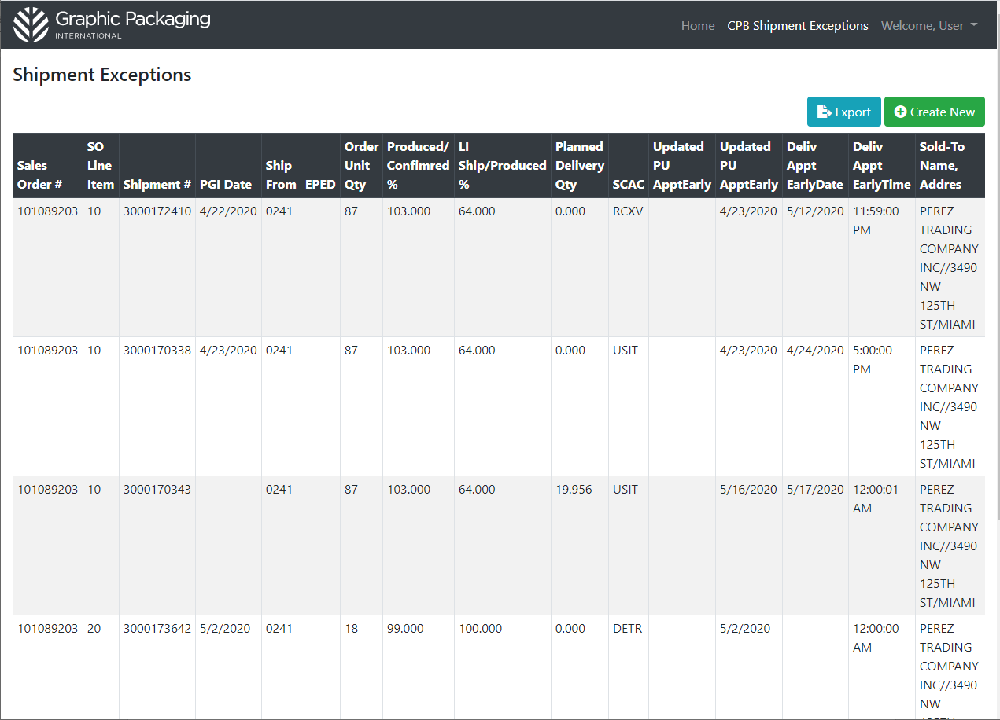 Graphic Packaging
INTERNATIONAL
Home CPB Shipment Exceptions Welcome, User
Shipment Exceptions
Export Create New
SO Order Produced/ LI Planned Updated Updated Deliv Deliv Sold-To
Sales Line Ship Unit Confimred Ship/Produced Delivery PU PU Appt Appt Name,
Order # Item Shipment # PGI Date From EPED Qty % % Qty SCAC ApptEarly ApptEarly EarlyDate EarlyTime Addres
101089203 10 3000172410 4/22/2020 0241 87 103.000 64.000 0.000 RCXV 4/23/2020 5/12/2020 11:59:00 PEREZ
PM TRADING
COMPANY
INC//3490
NW
125TH
ST/MIAMI
101089203 10 3000170338 4/23/2020 0241 87 103.000 64.000 0.000 USIT 4/23/2020 4/24/2020 5:00:00 PEREZ
PM TRADING
COMPANY
INC//3490
NW
125TH
ST/MIAMI
101089203 10 3000170343 0241 87 103.000 64.000 19.956 USIT 5/16/2020 5/17/2020 12:00:01 PEREZ
AM TRADING
COMPANY
INC//3490
NW
125TH
ST/MIAMI
101089203 20 3000173642 5/2/2020 0241 18 99.000 100.000 0.000 DETR 5/2/2020 12:00:00 PEREZ
AM TRADING
COMPANY
INC//3490
NW